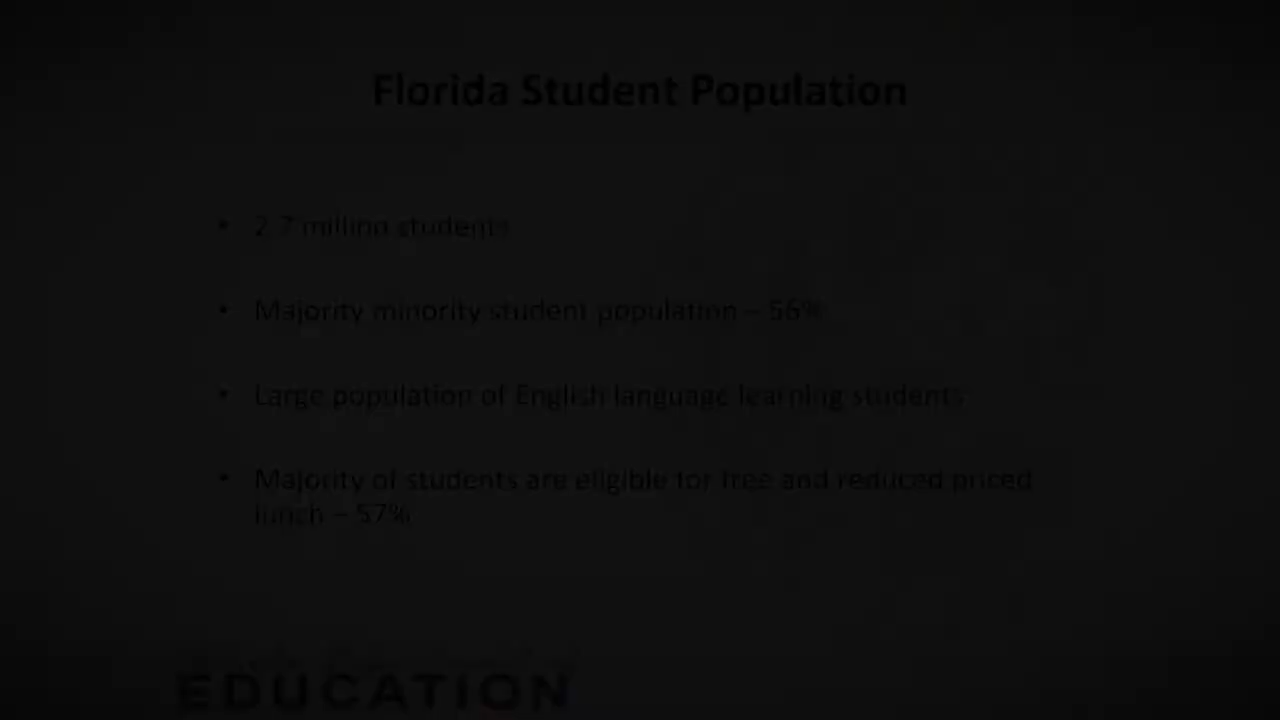 Florida Student Population
• 2.7 million students
• Majority minority student population – 56%
• Large population of English language learning students
• Majority of students are eligible for free and reduced priced
lunch – 57%
EDUCATION